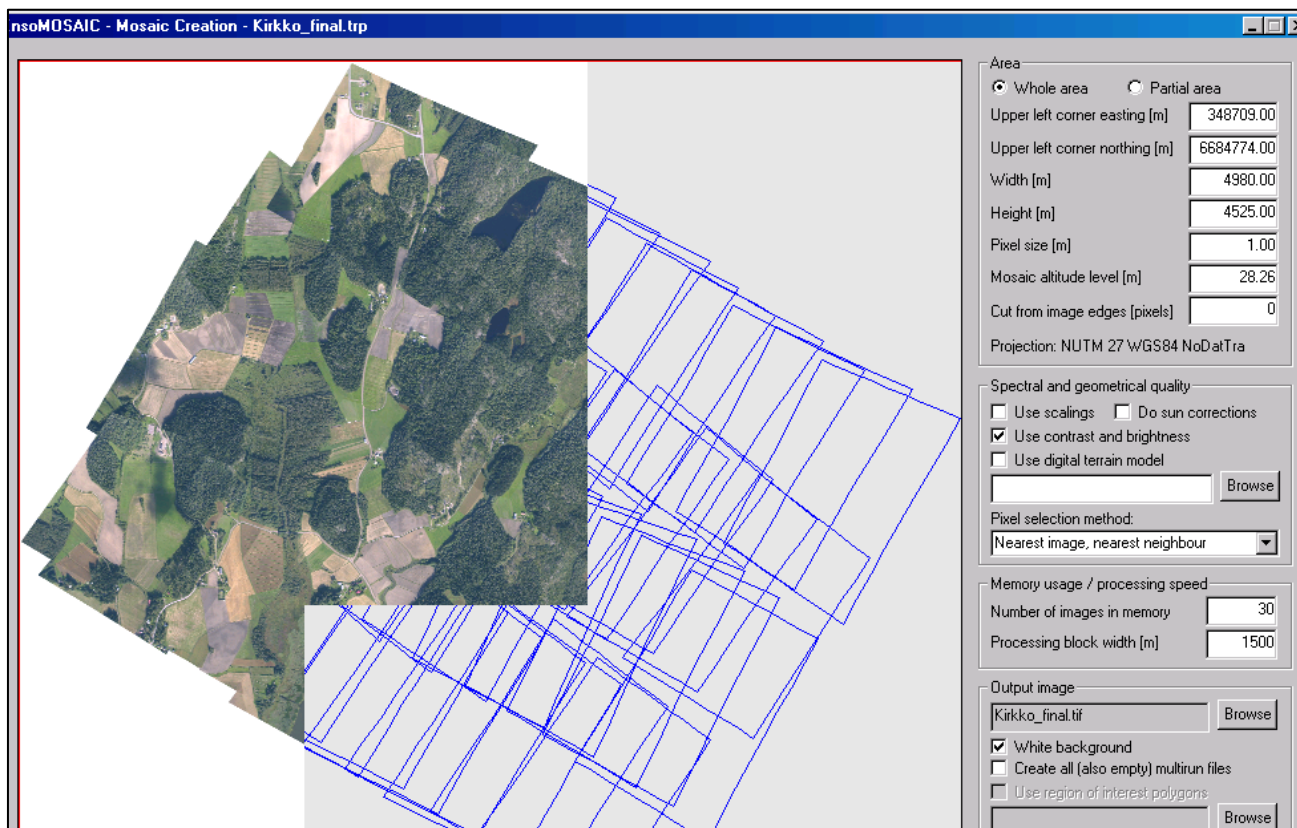 nsoMOSAIC - Mosaic Creation - Kirkko_final.trp
Area
Whole area Partial area
Upper left corner easting [m] 348709.00
Upper left corner northing [m] 6684774.00
Width [m] 4980.00
Height [m] 4525.00
Pixel size [m] 1.00
Mosaic altitude level [m] 28.26
Cut from image edges [pixels] 0
Projection: NUTM 27 WGS84 NoDatTra
Spectral and geometrical quality
Use scalings Do sun corrections
Use contrast and brightness
Use digital terrain model
Browse
Pixel selection method:
Nearest image, nearest neighbour
Memory usage / processing speed
Number of images in memory 30
Processing block width [m] 1500
Output image
Kirkko_final.tif Browse
White background
Create all (also empty) multirun files
Use region of interest polygons
Browse